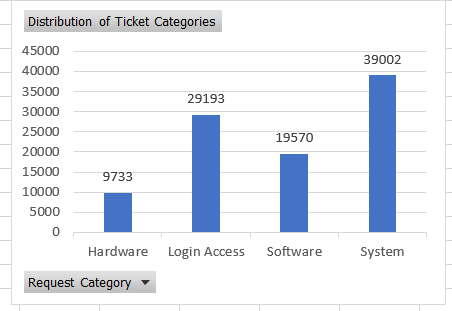 Distribution of Ticket Categories
45000
40000
35000
30000
25000
20000
15000
10000
5000
0
9733
29193
19570
39002
Hardware
Login Access
Software
System
Request Category